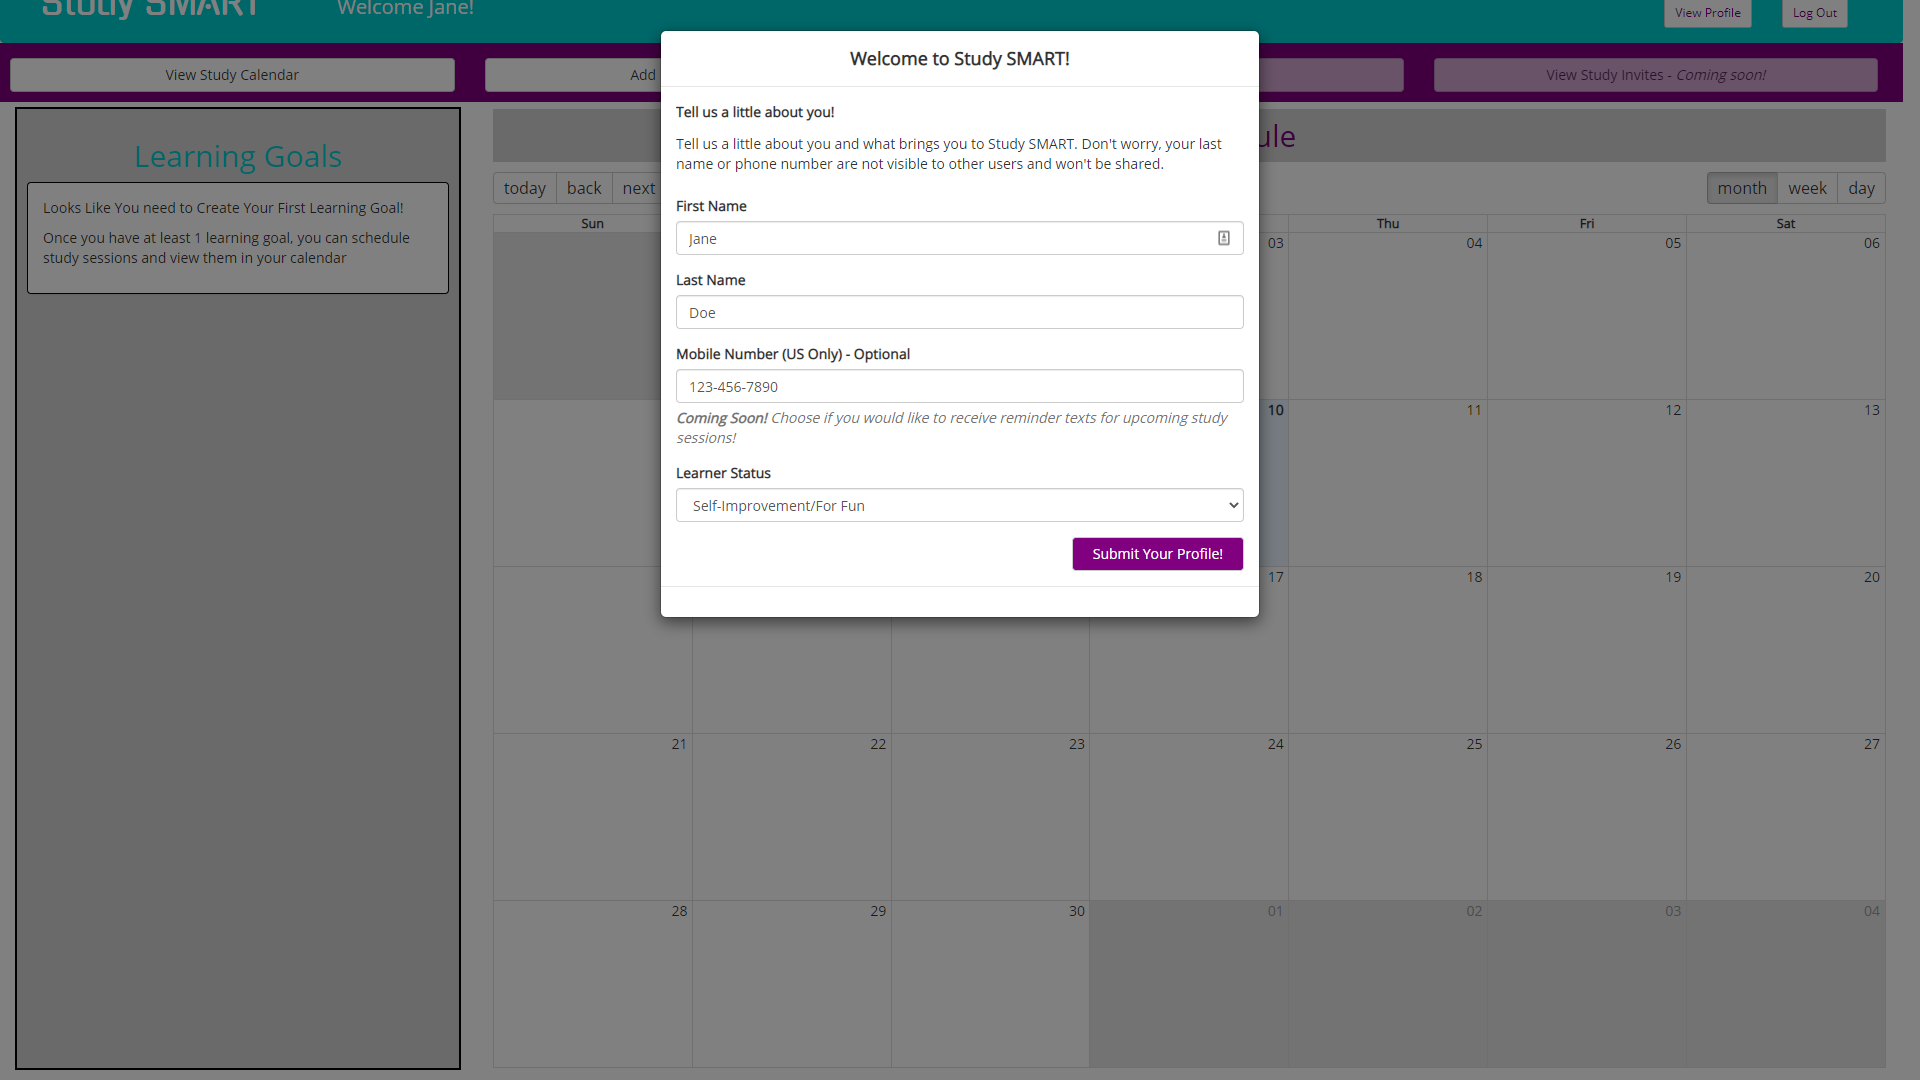 Study SMART
Welcome Jane!
View Profile
Log Out
View Study Calendar
Add
View Study Invites - Coming soon!
Learning Goals
Looks Like You need to Create Your First Learning Goal!
Once you have at least 1 learning goal, you can schedule
study sessions and view them in your calendar
Welcome to Study SMART!
Tell us a little about you!
Tell us a little about you and what brings you to Study SMART. Don't worry, your last
name or phone number are not visible to other users and won't be shared.
First Name
Jane
Last Name
Doe
Mobile Number (US Only) - Optional
123-456-7890
Coming Soon! Choose if you would like to receive reminder texts for upcoming study
sessions!
Learner Status
Self-Improvement/For Fun
Submit Your Profile!
ule
today back next
month week day
Sun Thu Fri Sat
03 04 05 06
10 11 12 13
17 18 19 20
21 22 23 24 25 26 27
28 29 30 01 02 03 04